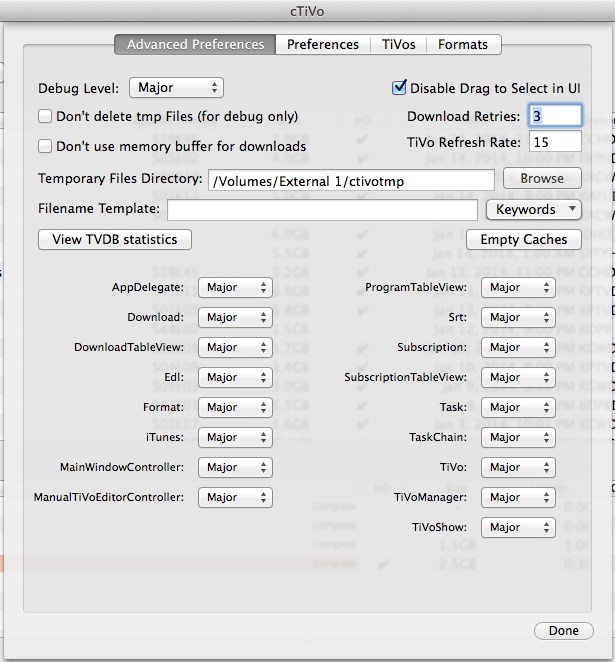 cTiVo
Advanced Preferences Preferences TiVos Formats
Debug Level: Major Disable Drag to Select in UI
Don't delete tmp Files (for debug only) Download Retries: 3
Don't use memory buffer for downloads TiVo Refresh Rate: 15
Temporary Files Directory: /Volumes/External 1/ctivotmp Browse
Filename Template: Keywords
View TVDB statistics Empty Caches
AppDelegate: Major ProgramTableView: Major
Download: Major Srt: Major
DownloadTableView: Major Subscription: Major
Edl: Major SubscriptionTableView: Major
Format: Major Task: Major
iTunes: Major TaskChain: Major
MainWindowController: Major TiVo: Major
ManualTiVoEditorController: Major TiVoManager: Major
TiVoShow: Major
Done